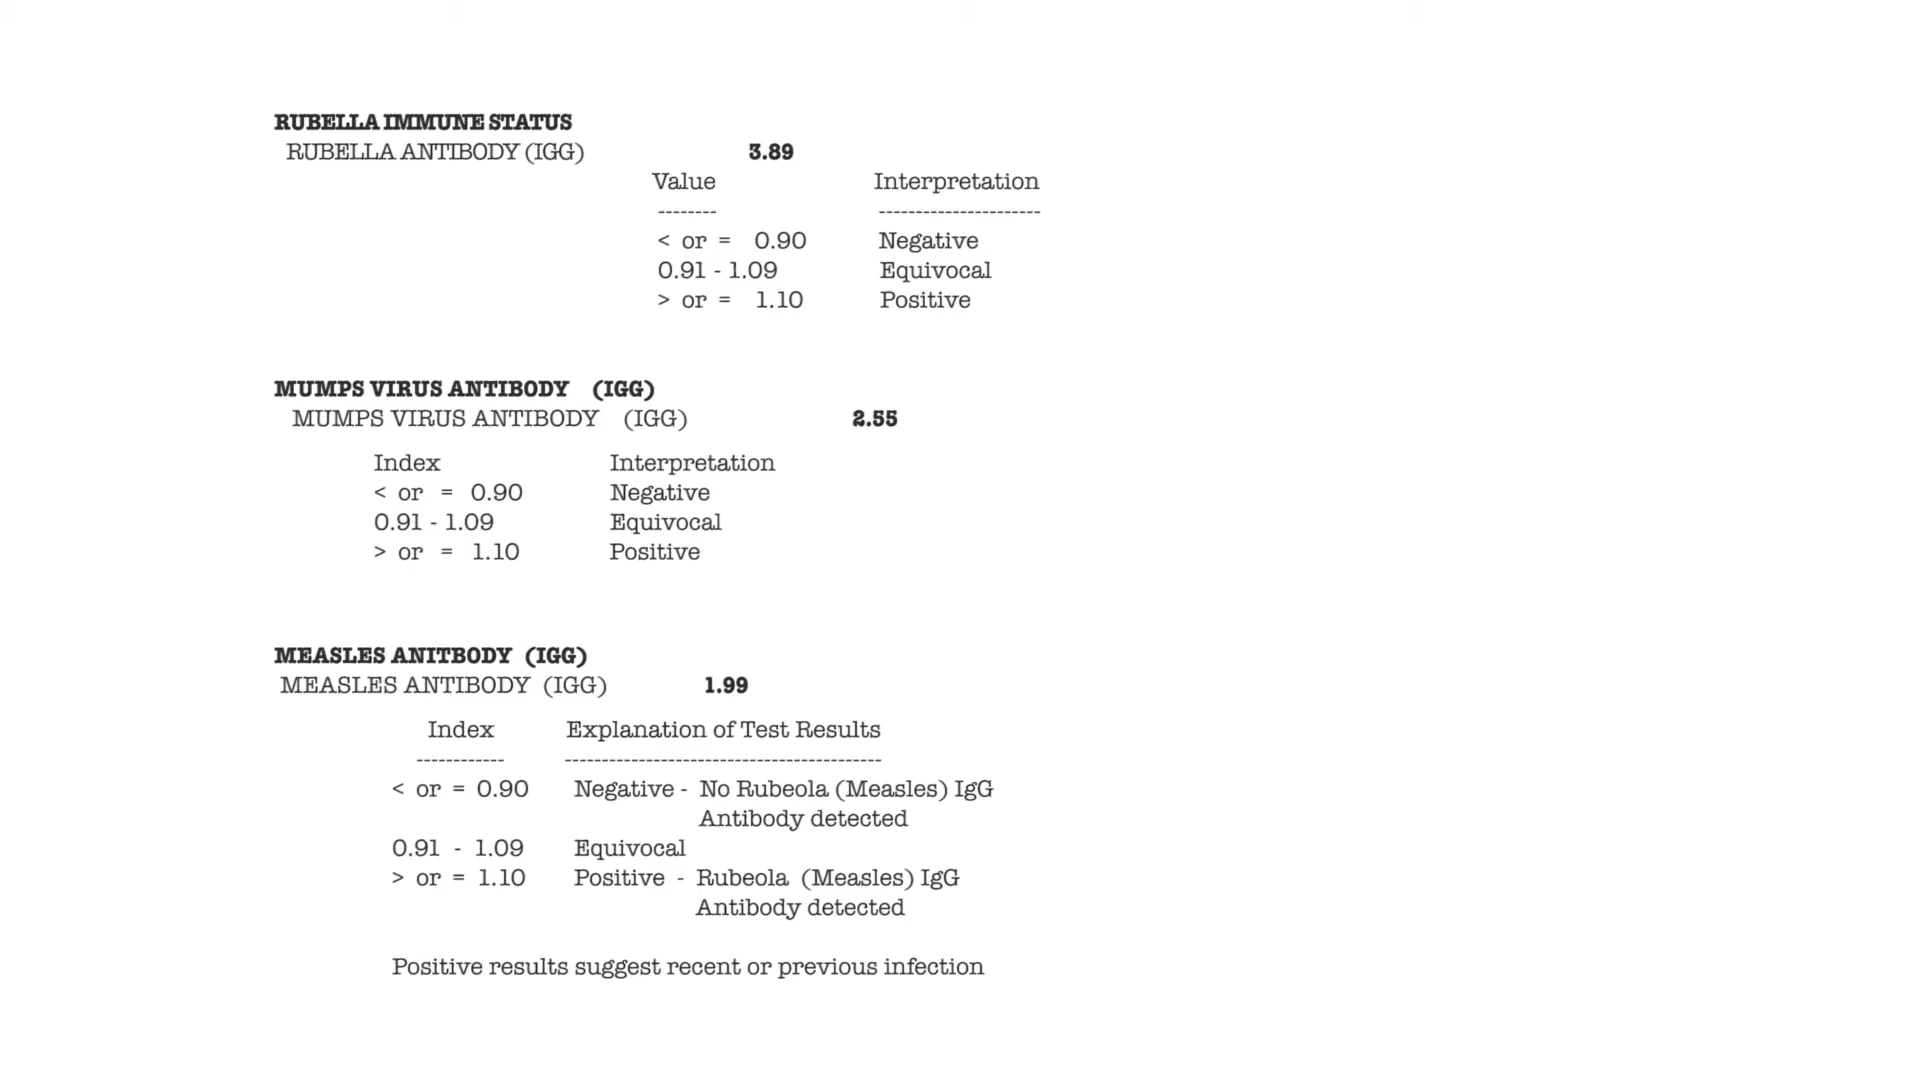 RUBELLA IMMUNE STATUS
RUBELLA ANTIBODY (IGG) 3.89
Value Interpretation
-------- ----------------------
< or = 0.90 Negative
0.91 - 1.09 Equivocal
> or = 1.10 Positive
MUMPS VIRUS ANTIBODY (IGG)
MUMPS VIRUS ANTIBODY (IGG) 2.55
Index Interpretation
< or = 0.90 Negative
0.91 - 1.09 Equivocal
> or = 1.10 Positive
MEASLES ANITBODY (IGG)
MEASLES ANTIBODY (IGG) 1.99
Index Explanation of Test Results
------------ -------------------------------------------
< or = 0.90 Negative - No Rubeola (Measles) IgG
Antibody detected
0.91 - 1.09 Equivocal
> or = 1.10 Positive - Rubeola (Measles) IgG
Antibody detected
Positive results suggest recent or previous infection